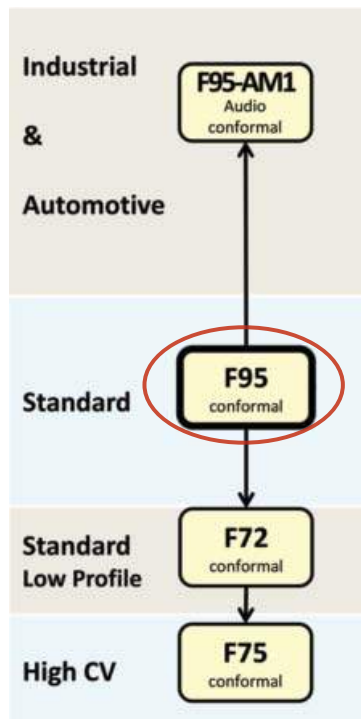 Industrial
&
Automotive
F95-AM1
Audio
conformal
Standard
F95
conformal
Standard
Low Profile
F72
conformal
High CV
F75
conformal